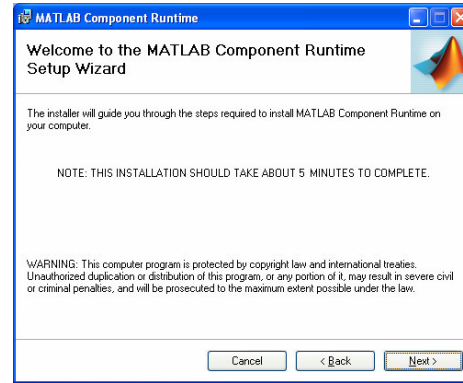 MATLAB Component Runtime
Welcome to the MATLAB Component Runtime
Setup Wizard
The installer will guide you through the steps required to install MATLAB Component Runtime on
your computer.
NOTE: THIS INSTALLATION SHOULD TAKE ABOUT 5 MINUTES TO COMPLETE.
WARNING: This computer program is protected by copyright law and international treaties.
Unauthorized duplication or distribution of this program, or any portion of it, may result in severe civil
or criminal penalties, and will be prosecuted to the maximum extent possible under the law.
Cancel < Back Next >